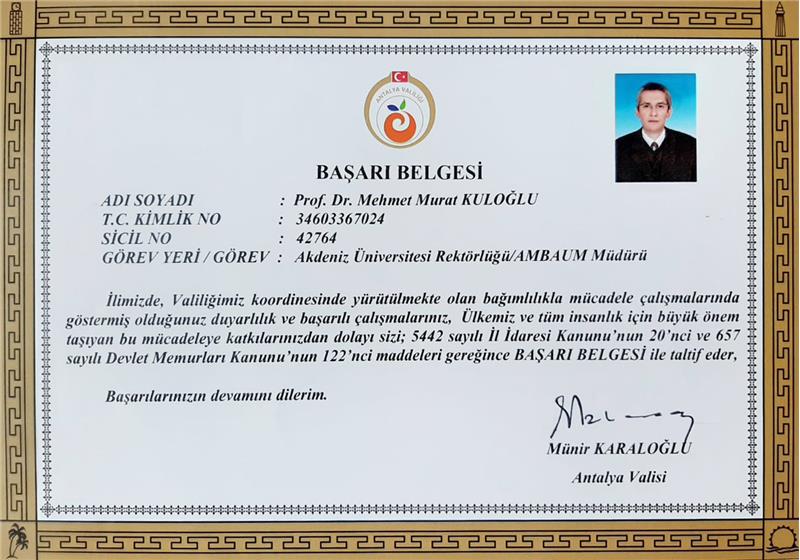 ANTALYA VALİLİĞİ
BAŞARI BELGESİ
ADI SOYADI : Prof. Dr. Mehmet Murat KULOĞLU
T.C. KİMLİK NO : 34603367024
SİCİL NO : 42764
GÖREV YERİ / GÖREV : Akdeniz Üniversitesi Rektörlüğü/AMBAUM Müdürü
İlimizde, Valiliğimiz koordinesinde yürütülmekte olan bağımlılıkla mücadele çalışmalarında
göstermiş olduğunuz duyarlılık ve başarılı çalışmalarınız, Ülkemiz ve tüm insanlık için büyük önem
taşıyan bu mücadeleye katkılarınızdan dolayı sizi; 5442 sayılı İl İdaresi Kanunu'nun 20'nci ve 657
sayılı Devlet Memurları Kanunu'nun 122'nci maddeleri gereğince BAŞARI BELGESİ ile taltif eder,
Başarılarınızın devamını dilerim.
Münir KARALOĞLU
Antalya Valisi